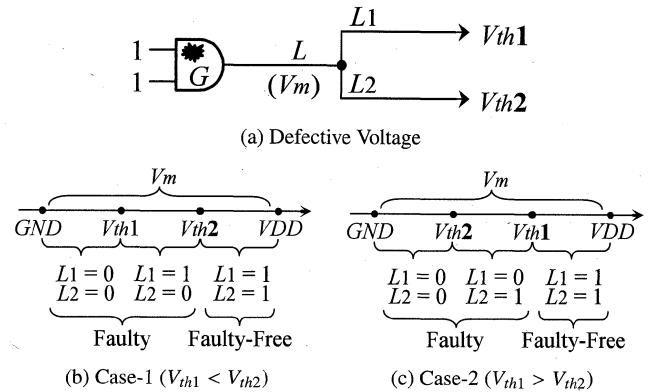 L1
Vth1
1
L
1
G
(Vm)
L2
Vth2
(a) Defective Voltage
Vm
GND Vth1 Vth2 VDD
L1 = 0 L1 = 1 L1 = 1
L2 = 0 L2 = 0 L2 = 1
Faulty Faulty-Free
(b) Case-1 (Vth1 < Vth2)
Vm
GND Vth2 Vth1 VDD
L1 = 0 L1 = 0 L1 = 1
L2 = 0 L2 = 1 L2 = 1
Faulty Faulty-Free
(c) Case-2 (Vth1 > Vth2)